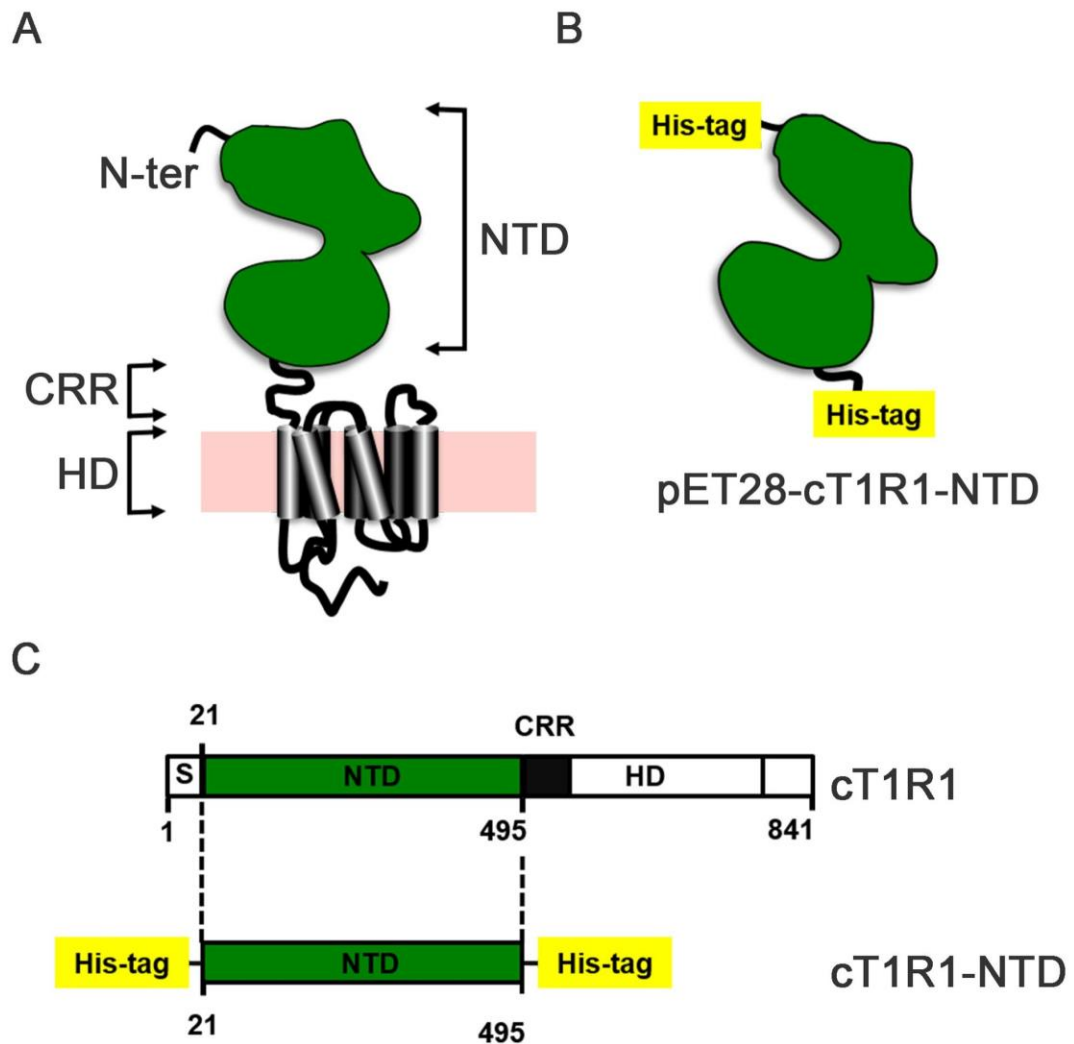 A
N-ter
NTD
CRR
HD
B
His-tag
His-tag
pET28-cT1R1-NTD
C
21
CRR
S
NTD
HD
cT1R1
1
495
841
His-tag
NTD
His-tag
cT1R1-NTD
21
495